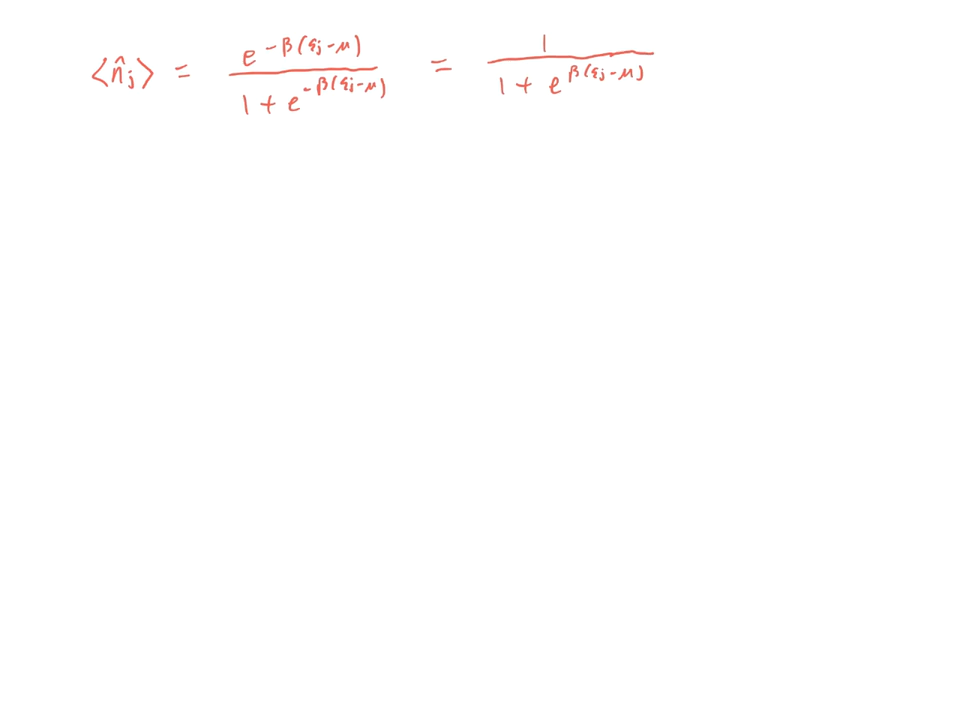 ⟨n̂ⱼ⟩ = e^{-β(εⱼ-μ)} / (1 + e^{-β(εⱼ-μ)}) = 1 / (1 + e^{β(εⱼ-μ)})